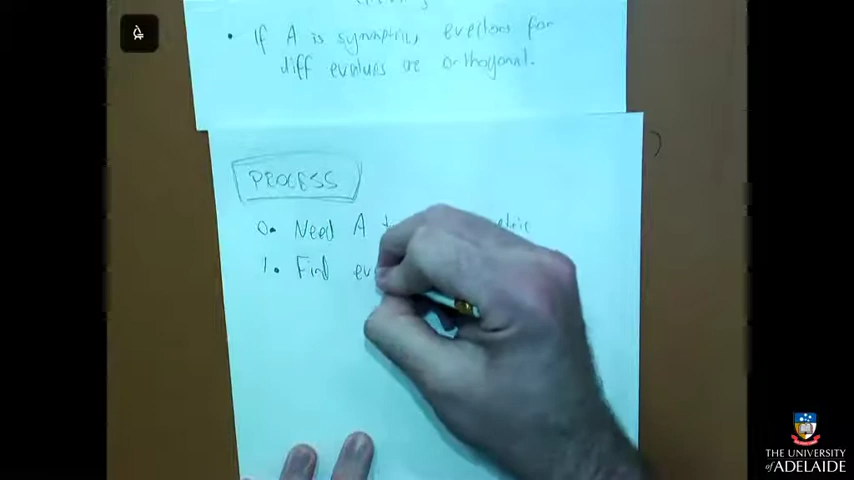 • If A is symmetric, evectors for
diff evalues are orthogonal.
PROCESS
0. Need A
1. Find
THE UNIVERSITY
of ADELAIDE